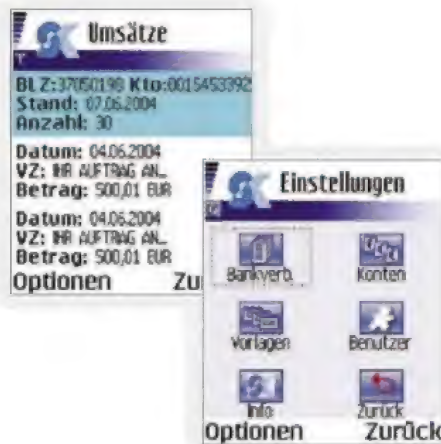 Umsätze
BLZ:37050198 Kto:0015453392
Stand: 07.06.2004
Anzahl: 30
Datum: 04.06.2004
VZ: IHR AUFTRAG AN...
Betrag: 500,01 EUR
Datum: 04.06.2004
VZ: IHR AUFTRAG AN...
Betrag: 500,01 EUR
Optionen Zu
Einstellungen
Bankverb. Konten
Vorlagen Benutzer
Info Zurück
Optionen Zurück